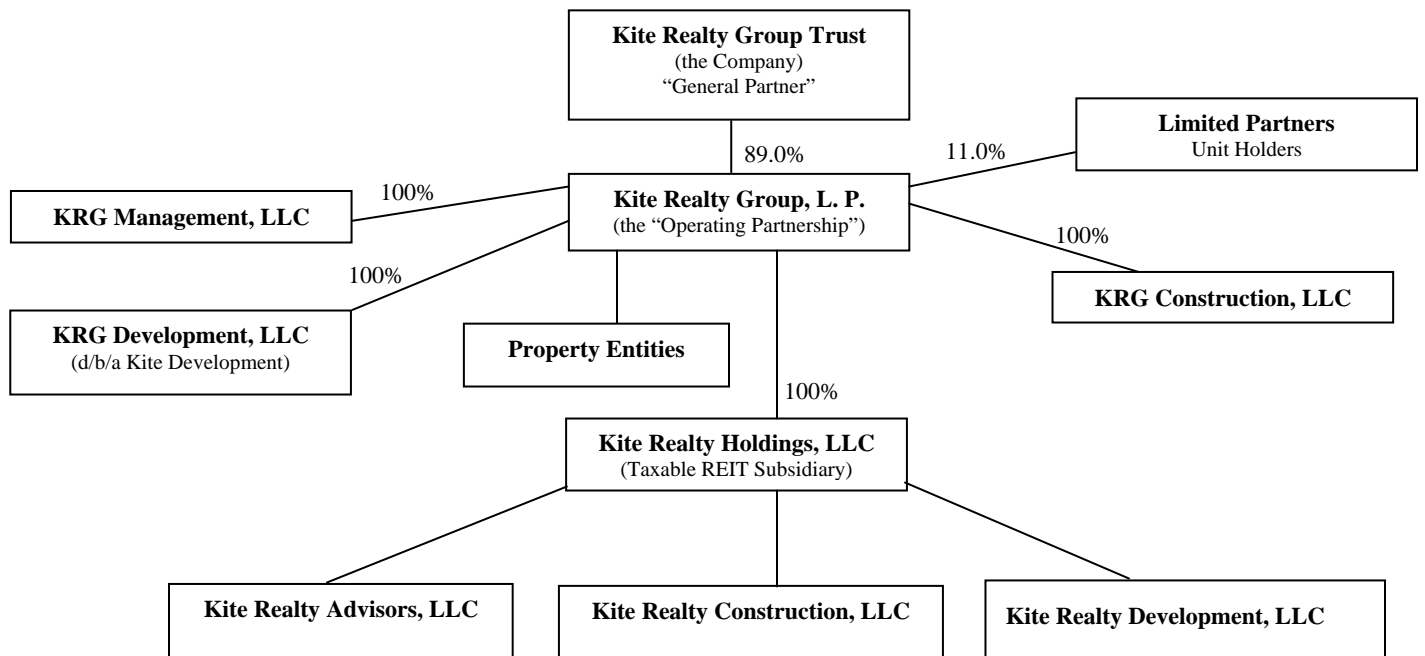 Kite Realty Group Trust
(the Company)
“General Partner”
Limited Partners
Unit Holders
89.0%
11.0%
100%
KRG Management, LLC
Kite Realty Group, L. P.
(the “Operating Partnership”)
100%
KRG Construction, LLC
100%
KRG Development, LLC
(d/b/a Kite Development)
Property Entities
100%
Kite Realty Holdings, LLC
(Taxable REIT Subsidiary)
Kite Realty Advisors, LLC
Kite Realty Construction, LLC
Kite Realty Development, LLC